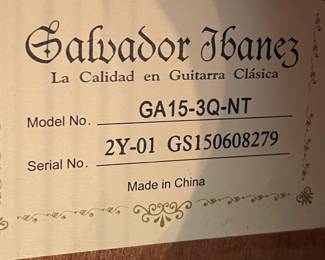 Salvador Ibanez
La Calidad en Guitarra Clásica
Model No. GA15-3Q-NT
Serial No. 2Y-01 GS150608279
Made in China